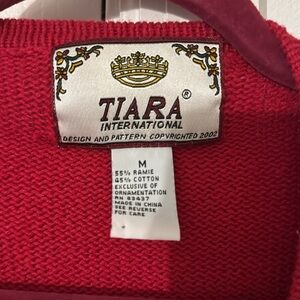 TIARA®
INTERNATIONAL
DESIGN AND PATTERN COPYRIGHTED 2002
M
55% RAMIE
45% COTTON
EXCLUSIVE OF
ORNAMENTATION
RN 83437
MADE IN CHINA
SEE REVERSE
FOR CARE